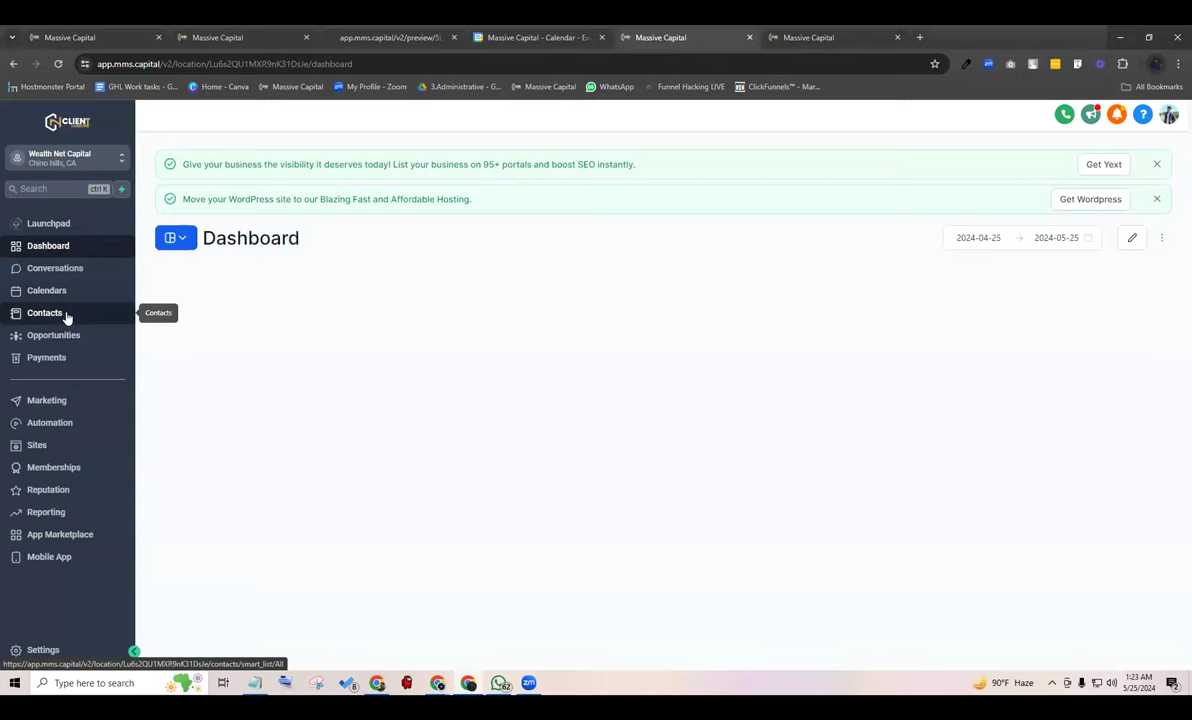 Massive Capital
Massive Capital
app.mms.capital/v2/preview/5
Massive Capital - Calendar - Eve
Massive Capital
Massive Capital
app.mms.capital/v2/location/Lu6s2QU1MXR9nK31DsJe/dashboard
Hostmonster Portal
GHL Work tasks - G...
Home - Canva
Massive Capital
My Profile - Zoom
3.Administrative - G...
Massive Capital
WhatsApp
Funnel Hacking LIVE
ClickFunnels™ - Mar...
All Bookmarks
CLIENT
Wealth Net Capital
Chino hills, CA
Search
ctrl K
Launchpad
Dashboard
Conversations
Calendars
Contacts
Opportunities
Payments
Marketing
Automation
Sites
Memberships
Reputation
Reporting
App Marketplace
Mobile App
Settings
Contacts
Give your business the visibility it deserves today! List your business on 95+ portals and boost SEO instantly.
Get Yext
Move your WordPress site to our Blazing Fast and Affordable Hosting.
Get Wordpress
Dashboard
2024-04-25
2024-05-25
https://app.mms.capital/v2/location/Lu6s2QU1MXR9nK31DsJe/contacts/smart_list/All
Type here to search
8
62
zm
90°F Haze
1:23 AM
5/25/2024
2